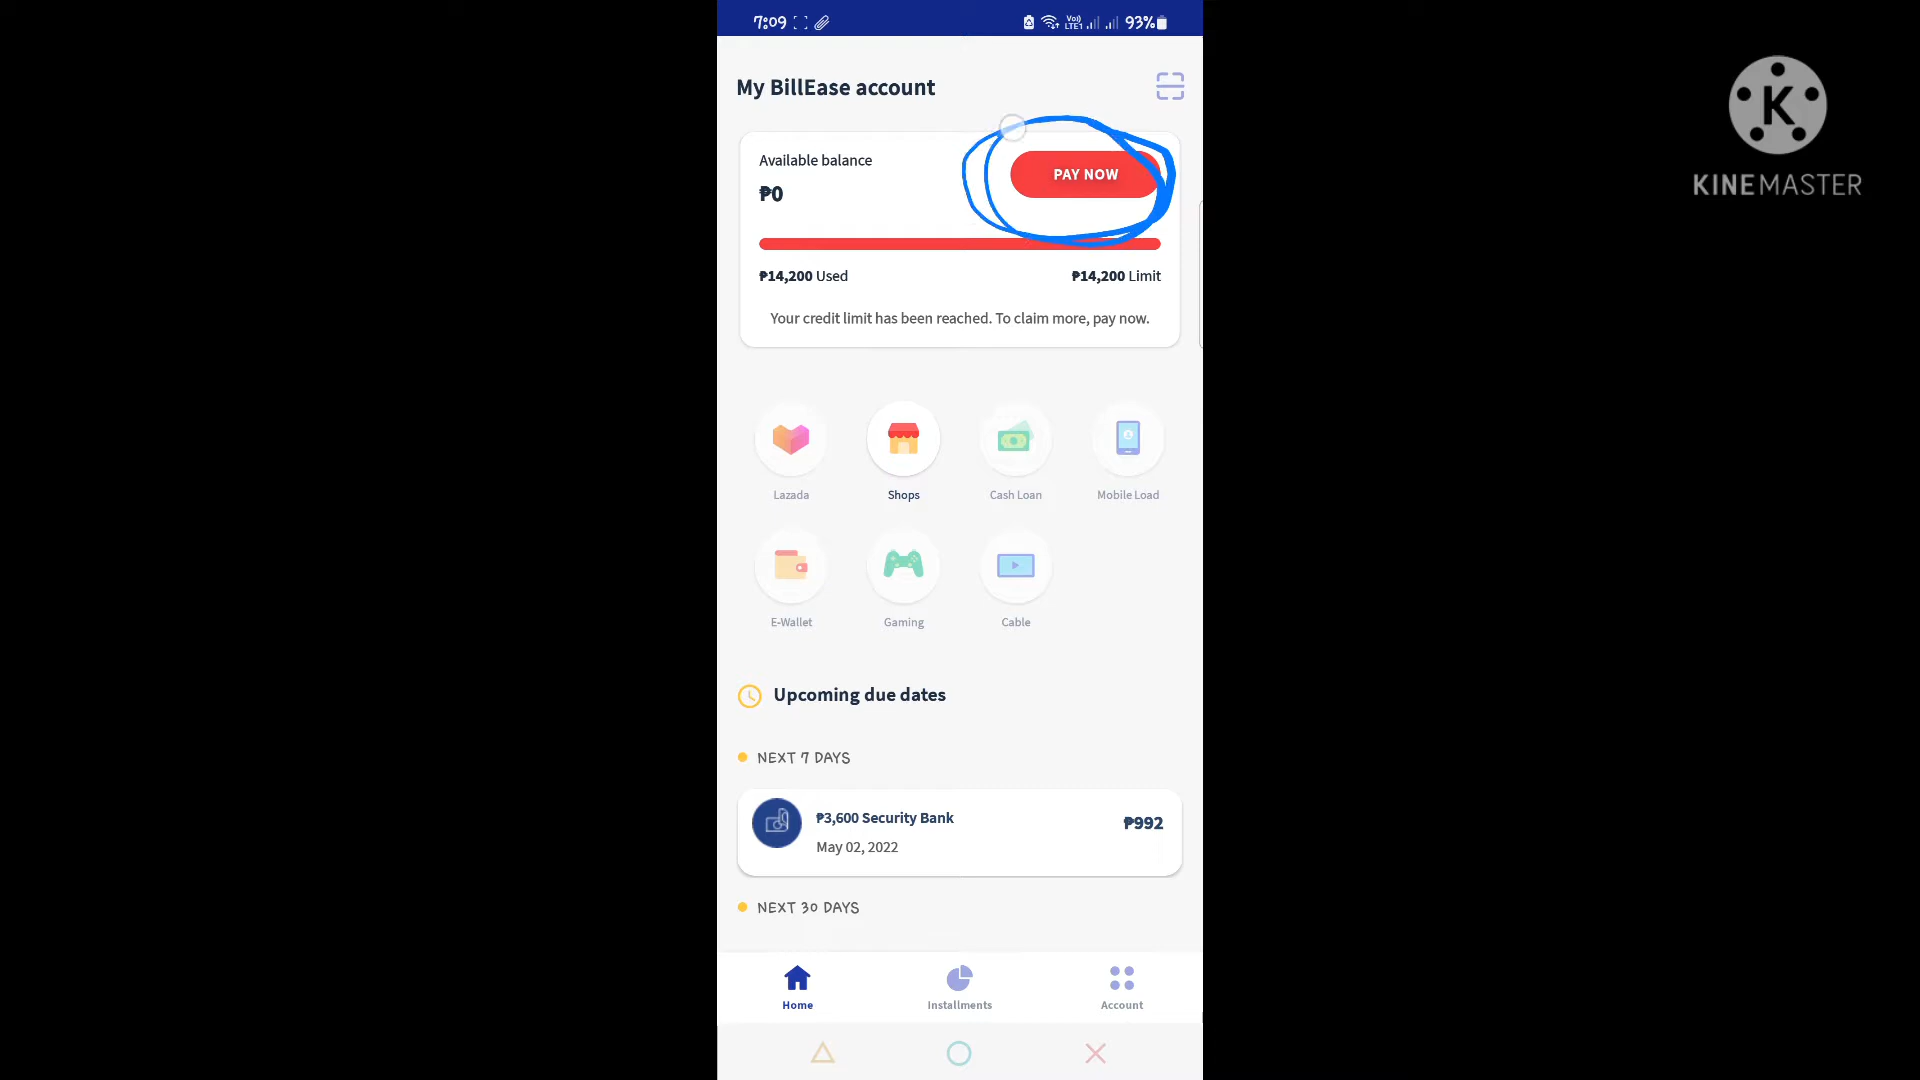 7:09
Vo)) LTE1 93%
My BillEase account
Available balance
PAY NOW
₱0
₱14,200 Used
₱14,200 Limit
Your credit limit has been reached. To claim more, pay now.
Lazada
Shops
Cash Loan
Mobile Load
E-Wallet
Gaming
Cable
Upcoming due dates
NEXT 7 DAYS
₱3,600 Security Bank
₱992
May 02, 2022
NEXT 30 DAYS
Home
Installments
Account
K
KINEMASTER